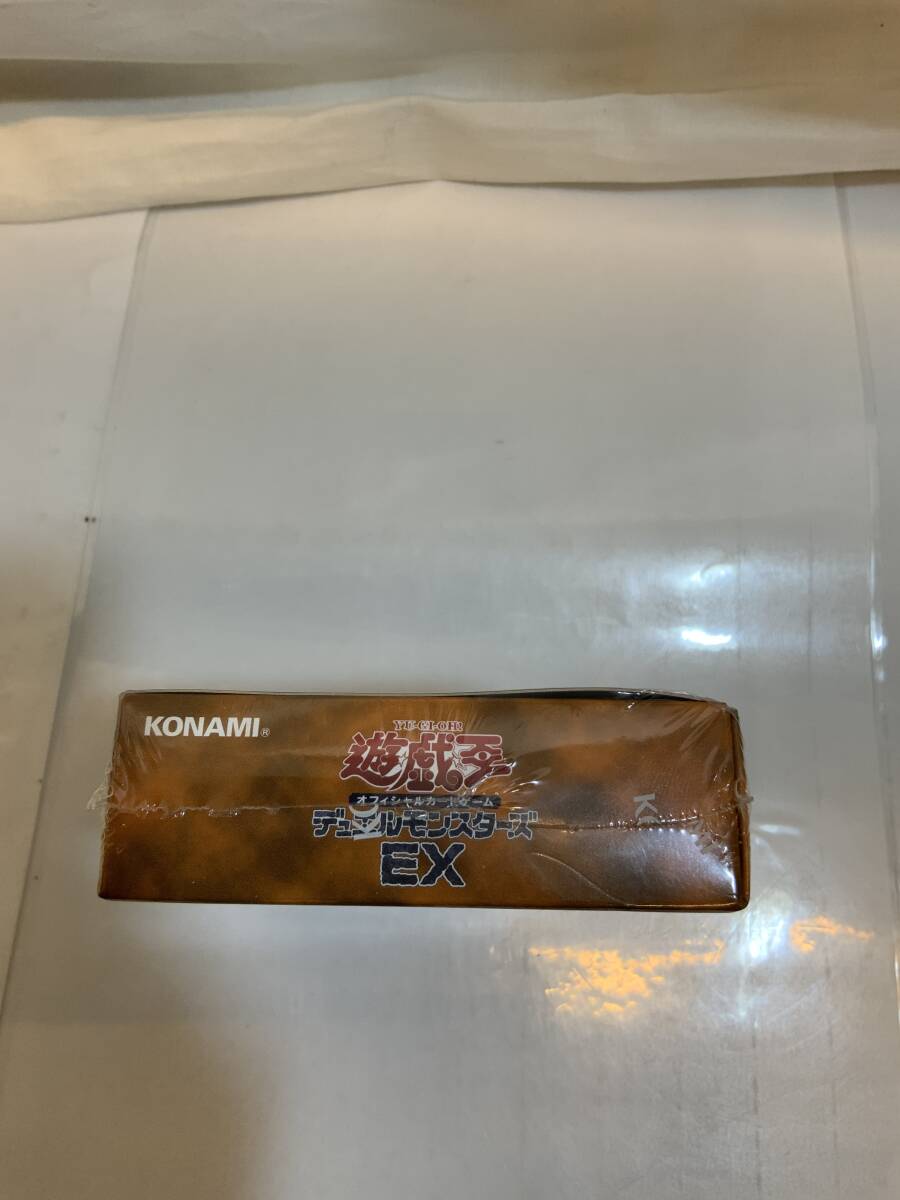 KONAMI®
YU-GI-OH!
遊戯王
オフィシャルカードゲーム
デュエルモンスターズ
EX